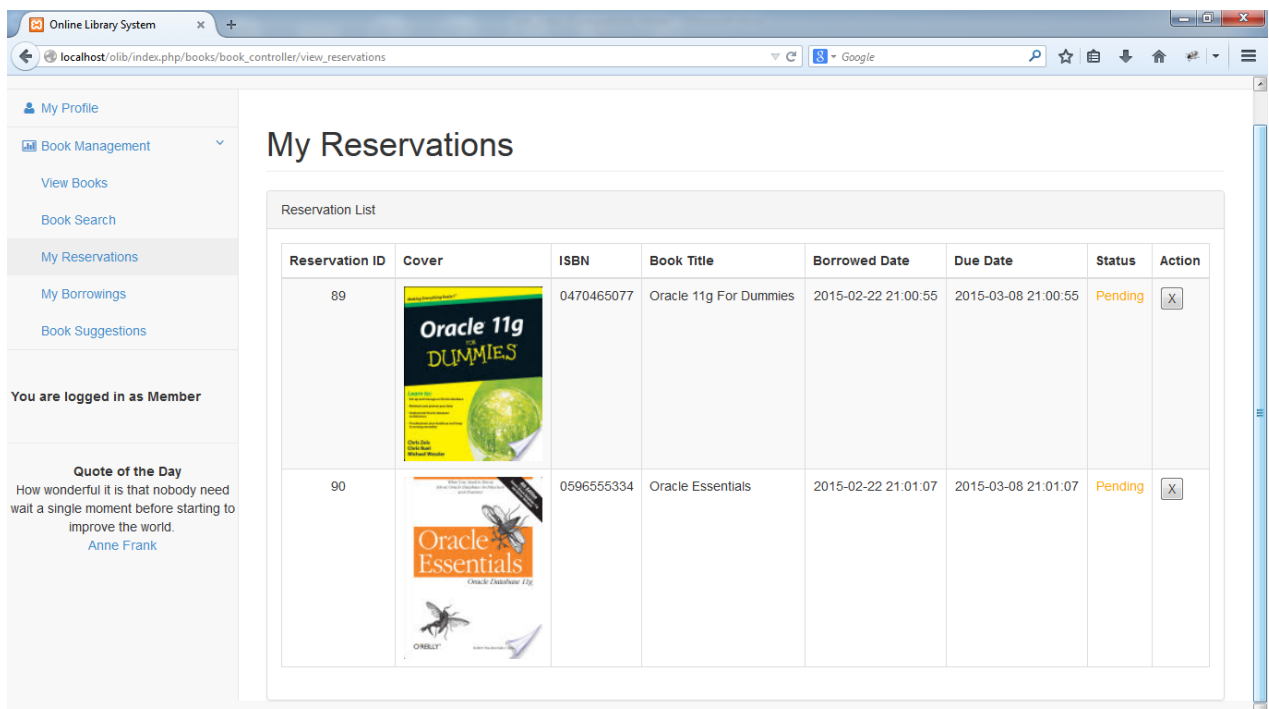 Online Library System
localhost/olib/index.php/books/book_controller/view_reservations
Google
My Profile
Book Management
View Books
Book Search
My Reservations
My Borrowings
Book Suggestions
You are logged in as Member
Quote of the Day
How wonderful it is that nobody need
wait a single moment before starting to
improve the world.
Anne Frank
My Reservations
Reservation List
Reservation ID Cover ISBN Book Title Borrowed Date Due Date Status Action
89 0470465077 Oracle 11g For Dummies 2015-02-22 21:00:55 2015-03-08 21:00:55 Pending X
Making Everything Easier!
Oracle 11g
FOR
DUMMIES
Learn to:
90 0596555334 Oracle Essentials 2015-02-22 21:01:07 2015-03-08 21:01:07 Pending X
Oracle
Essentials
Oracle Database 11g
O'REILLY